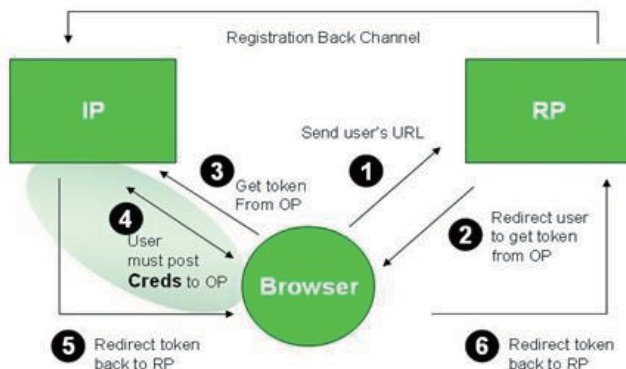 Registration Back Channel
IP
RP
Send user's URL
1
3
Get token
From OP
2
Redirect user
to get token
from OP
4
User
must post
Creds to OP
Browser
5
Redirect token
back to RP
6
Redirect token
back to RP